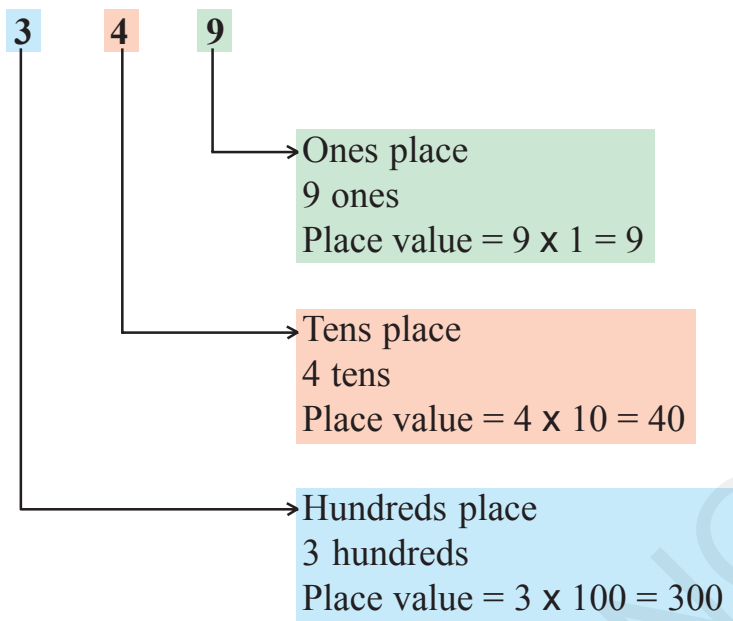 3 4 9
Ones place
9 ones
Place value = 9 x 1 = 9
Tens place
4 tens
Place value = 4 x 10 = 40
Hundreds place
3 hundreds
Place value = 3 x 100 = 300